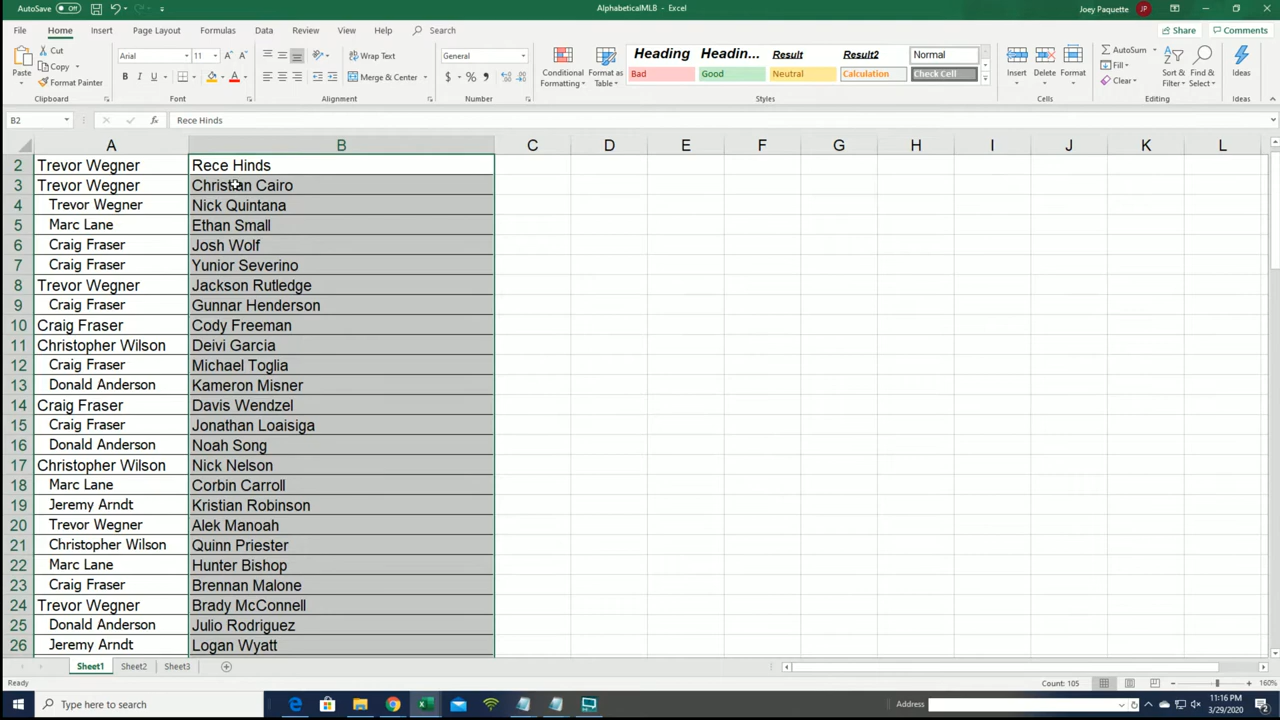 AutoSave Off AlphabeticalMLB - Excel Joey Paquette JP
File Home Insert Page Layout Formulas Data Review View Help Search Share Comments
Paste Cut Copy Format Painter Clipboard
Arial 11 A A B I U A Font
Wrap Text Merge & Center Alignment
General $ % Number
Conditional Formatting Format as Table
Heading Headin... Result Result2 Normal
Bad Good Neutral Calculation Check Cell
Styles
Insert Delete Format Cells
AutoSum Fill Clear Sort & Filter Find & Select Editing
Ideas Ideas
B2 fx Rece Hinds
A B C D E F G H I J K L
2 Trevor Wegner Rece Hinds
3 Trevor Wegner Christian Cairo
4 Trevor Wegner Nick Quintana
5 Marc Lane Ethan Small
6 Craig Fraser Josh Wolf
7 Craig Fraser Yunior Severino
8 Trevor Wegner Jackson Rutledge
9 Craig Fraser Gunnar Henderson
10 Craig Fraser Cody Freeman
11 Christopher Wilson Deivi Garcia
12 Craig Fraser Michael Toglia
13 Donald Anderson Kameron Misner
14 Craig Fraser Davis Wendzel
15 Craig Fraser Jonathan Loaisiga
16 Donald Anderson Noah Song
17 Christopher Wilson Nick Nelson
18 Marc Lane Corbin Carroll
19 Jeremy Arndt Kristian Robinson
20 Trevor Wegner Alek Manoah
21 Christopher Wilson Quinn Priester
22 Marc Lane Hunter Bishop
23 Craig Fraser Brennan Malone
24 Trevor Wegner Brady McConnell
25 Donald Anderson Julio Rodriguez
26 Jeremy Arndt Logan Wyatt
Sheet1 Sheet2 Sheet3
Ready Count: 105 160%
Type here to search Address 11:16 PM
3/29/2020